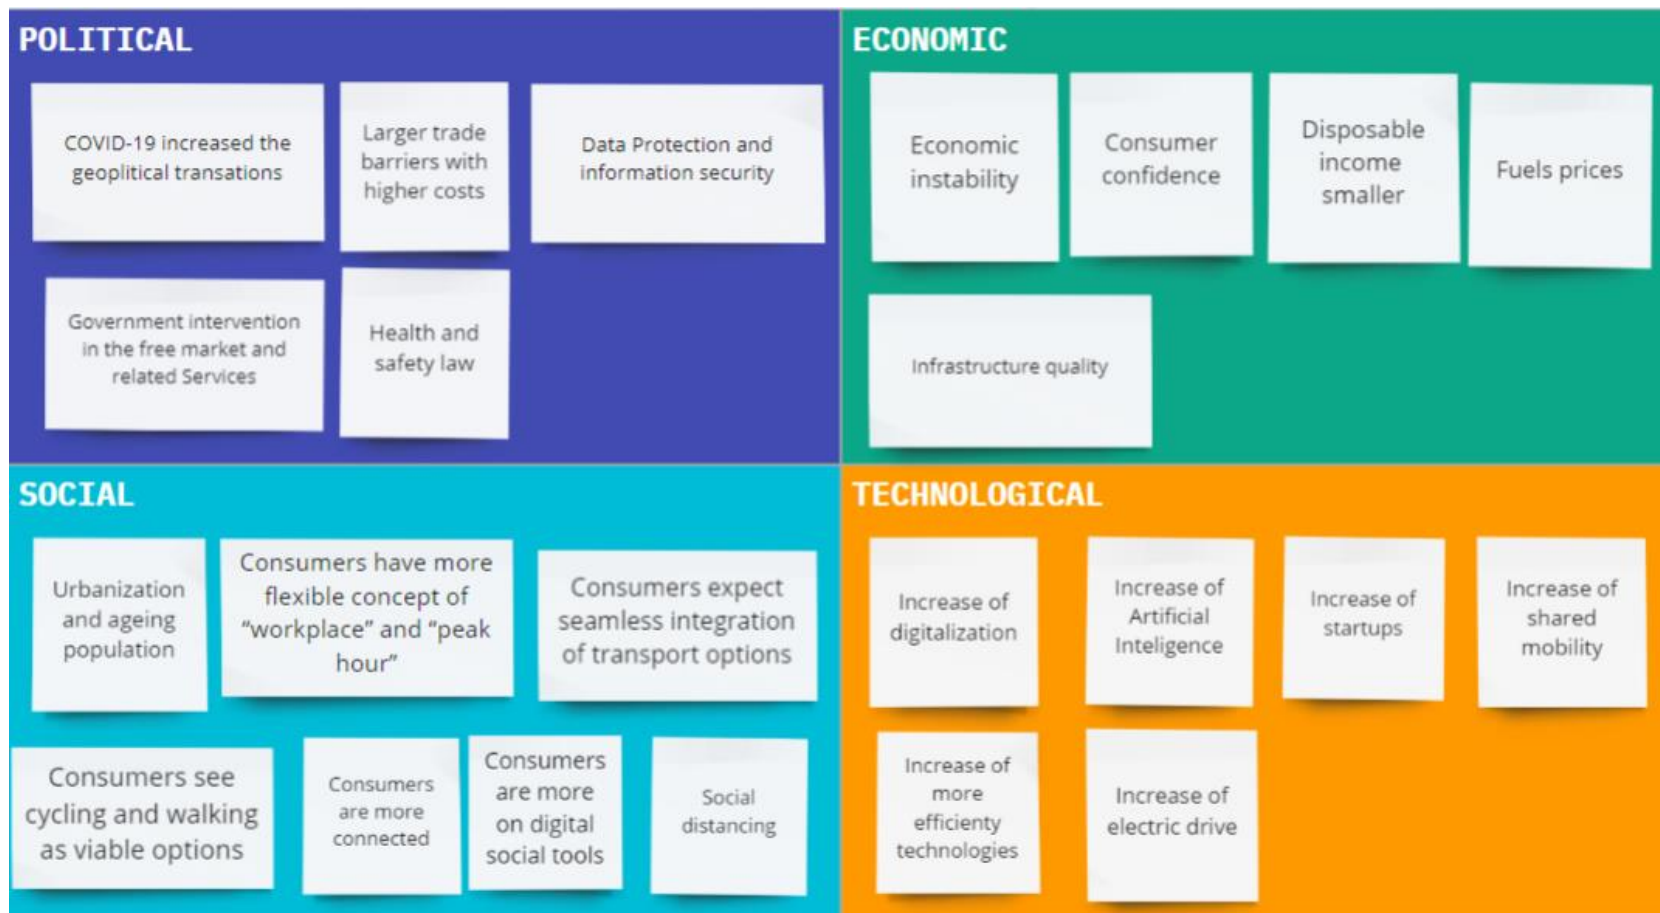 POLITICAL
COVID-19 increased the
geoplitical transations
Larger trade
barriers with
higher costs
Data Protection and
information security
Government intervention
in the free market and
related Services
Health and
safety law
ECONOMIC
Economic
instability
Consumer
confidence
Disposable
income
smaller
Fuels prices
Infrastructure quality
SOCIAL
Urbanization
and ageing
population
Consumers have more
flexible concept of
“workplace” and “peak
hour”
Consumers expect
seamless integration
of transport options
Consumers see
cycling and walking
as viable options
Consumers
are more
connected
Consumers
are more
on digital
social tools
Social
distancing
TECHNOLOGICAL
Increase of
digitalization
Increase of
Artificial
Inteligence
Increase of
startups
Increase of
shared
mobility
Increase of
more
efficienty
technologies
Increase of
electric drive